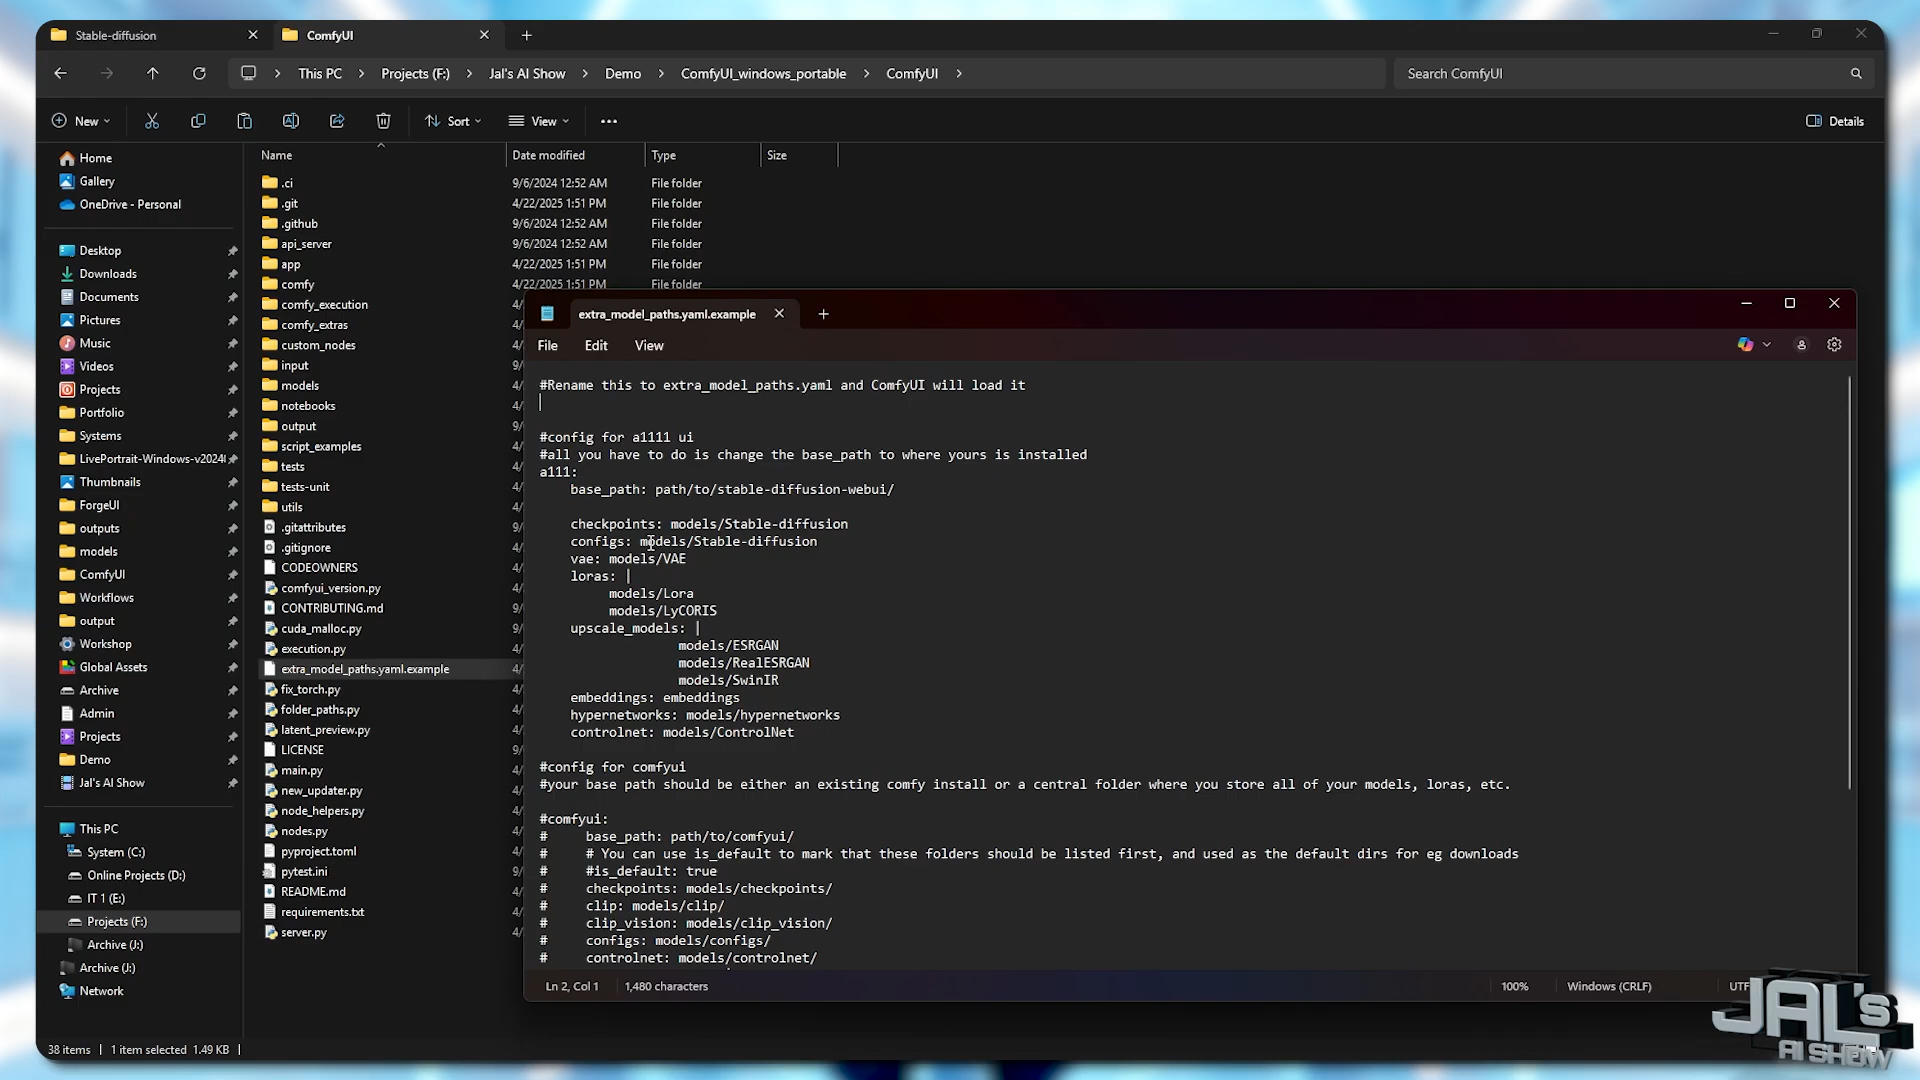 Stable-diffusion
ComfyUI
This PC > Projects (F:) > Jal's AI Show > Demo > ComfyUI_windows_portable > ComfyUI >
Search ComfyUI
New
Sort
View
Details
Name
Date modified
Type
Size
Home
Gallery
OneDrive - Personal
Desktop
Downloads
Documents
Pictures
Music
Videos
Projects
Portfolio
Systems
LivePortrait-Windows-v2024
Thumbnails
ForgeUI
outputs
models
ComfyUI
Workflows
output
Workshop
Global Assets
Archive
Admin
Projects
Demo
Jal's AI Show
This PC
System (C:)
Online Projects (D:)
IT 1 (E:)
Projects (F:)
Archive (J:)
Archive (J:)
Network
.ci 9/6/2024 12:52 AM File folder
.git 4/22/2025 1:51 PM File folder
.github 9/6/2024 12:52 AM File folder
api_server 9/6/2024 12:52 AM File folder
app 4/22/2025 1:51 PM File folder
comfy 4/22/2025 1:51 PM File folder
comfy_execution
comfy_extras
custom_nodes
input
models
notebooks
output
script_examples
tests
tests-unit
utils
.gitattributes
.gitignore
CODEOWNERS
comfyui_version.py
CONTRIBUTING.md
cuda_malloc.py
execution.py
extra_model_paths.yaml.example
fix_torch.py
folder_paths.py
latent_preview.py
LICENSE
main.py
new_updater.py
node_helpers.py
nodes.py
pyproject.toml
pytest.ini
README.md
requirements.txt
server.py
38 items
1 item selected 1.49 KB
extra_model_paths.yaml.example
File
Edit
View
#Rename this to extra_model_paths.yaml and ComfyUI will load it
#config for a1111 ui
#all you have to do is change the base_path to where yours is installed
a111:
base_path: path/to/stable-diffusion-webui/
checkpoints: models/Stable-diffusion
configs: models/Stable-diffusion
vae: models/VAE
loras: |
models/Lora
models/LyCORIS
upscale_models: |
models/ESRGAN
models/RealESRGAN
models/SwinIR
embeddings: embeddings
hypernetworks: models/hypernetworks
controlnet: models/ControlNet
#config for comfyui
#your base path should be either an existing comfy install or a central folder where you store all of your models, loras, etc.
#comfyui:
# base_path: path/to/comfyui/
# # You can use is_default to mark that these folders should be listed first, and used as the default dirs for eg downloads
# #is_default: true
# checkpoints: models/checkpoints/
# clip: models/clip/
# clip_vision: models/clip_vision/
# configs: models/configs/
# controlnet: models/controlnet/
Ln 2, Col 1
1,480 characters
100%
Windows (CRLF)
UTF
JAL's
AI SHOW